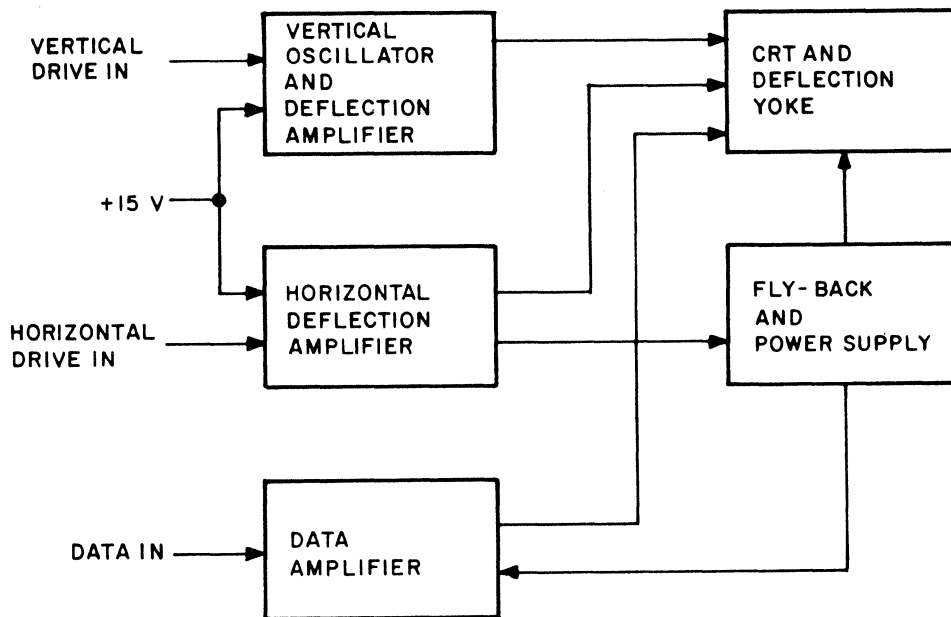 VERTICAL
DRIVE IN
VERTICAL
OSCILLATOR
AND
DEFLECTION
AMPLIFIER
CRT AND
DEFLECTION
YOKE
+15 V
HORIZONTAL
DRIVE IN
HORIZONTAL
DEFLECTION
AMPLIFIER
FLY-BACK
AND
POWER SUPPLY
DATA IN
DATA
AMPLIFIER